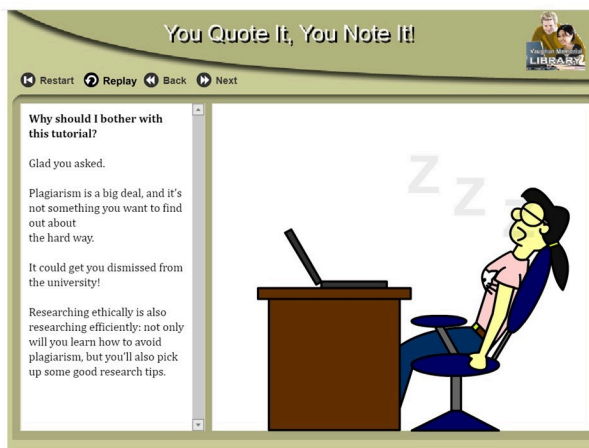 You Quote It, You Note It!
Vaughan Memorial
LIBRARY
Restart Replay Back Next
Why should I bother with
this tutorial?
Glad you asked.
Plagiarism is a big deal, and it's
not something you want to find
out about
the hard way.
It could get you dismissed from
the university!
Researching ethically is also
researching efficiently: not only
will you learn how to avoid
plagiarism, but you'll also pick
up some good research tips.
Z
Z
Z